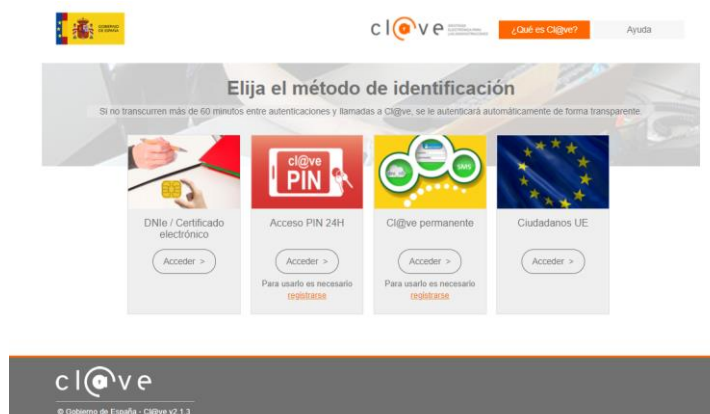 GOBIERNO
DE ESPAÑA
cl@ve
¿Qué es Cl@ve?
Ayuda
Elija el método de identificación
Si no transcurren más de 60 minutos entre autenticaciones y llamadas a Cl@ve, se le autenticará automáticamente de forma transparente.
cl@ve
PIN
SMS
DNIe / Certificado
electrónico
Acceder >
Acceso PIN 24H
Acceder >
Para usarlo es necesario
registrarse
Cl@ve permanente
Acceder >
Para usarlo es necesario
registrarse
Ciudadanos UE
Acceder >
cl@ve
© Gobierno de España - Cl@ve v2.1.3